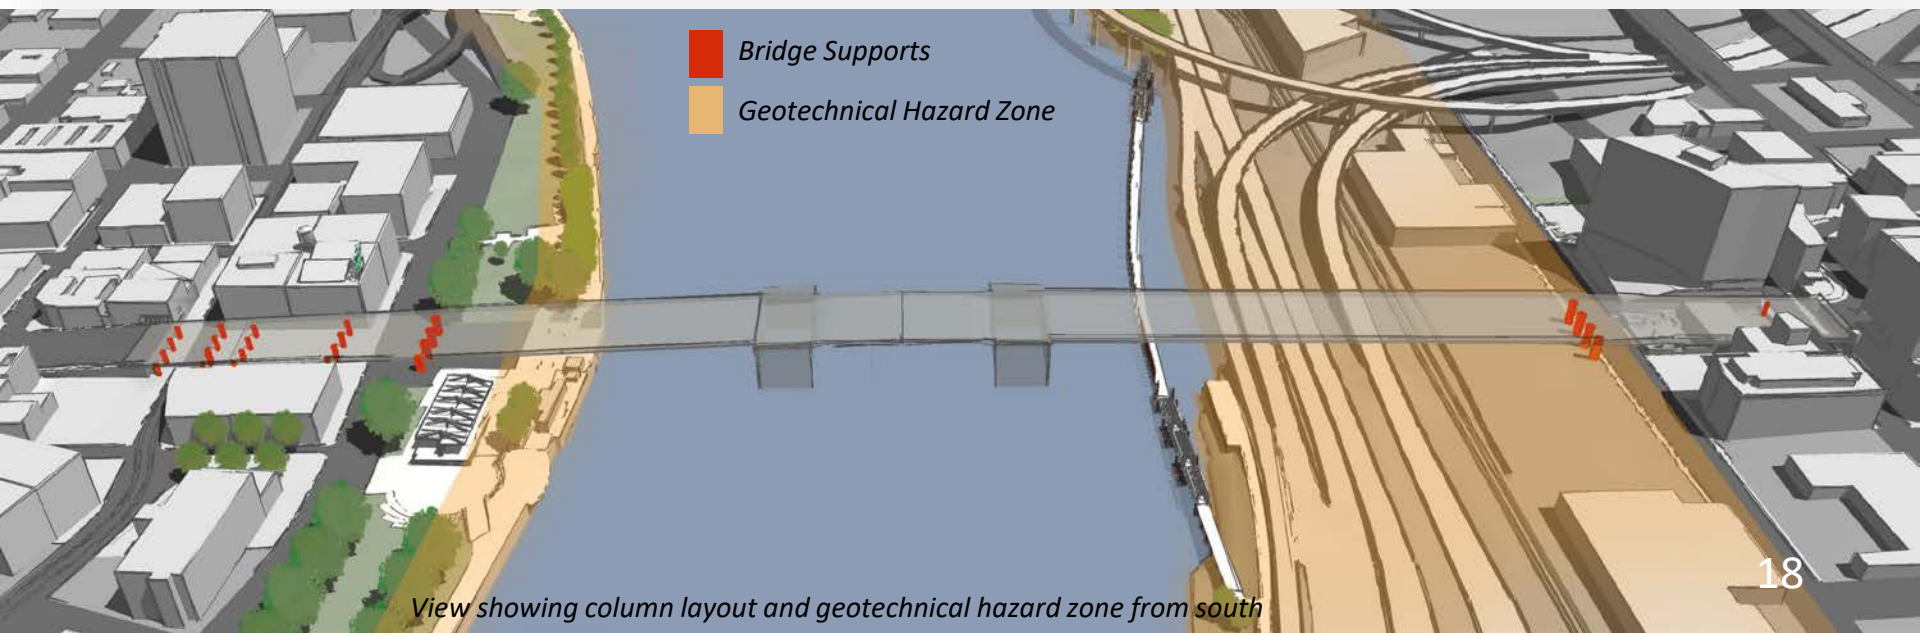 Bridge Supports
Geotechnical Hazard Zone
18
View showing column layout and geotechnical hazard zone from south